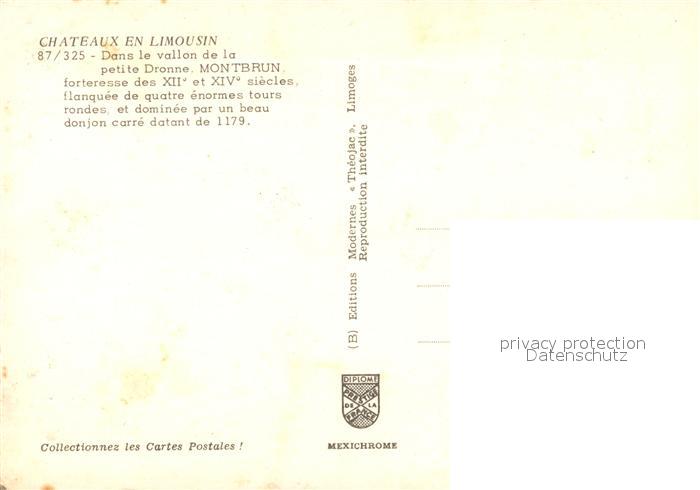 CHATEAUX EN LIMOUSIN
87/325 - Dans le vallon de la
petite Dronne, MONTBRUN,
forteresse des XIIe et XIVe siècles,
flanquée de quatre énormes tours
rondes, et dominée par un beau
donjon carré datant de 1179.
(B) Editions Modernes « Théojac », Limoges
Reproduction interdite
privacy protection
Datenschutz
DIPLOME
PRESTIGE
DE LA
FRANCE
Collectionnez les Cartes Postales !
MEXICHROME